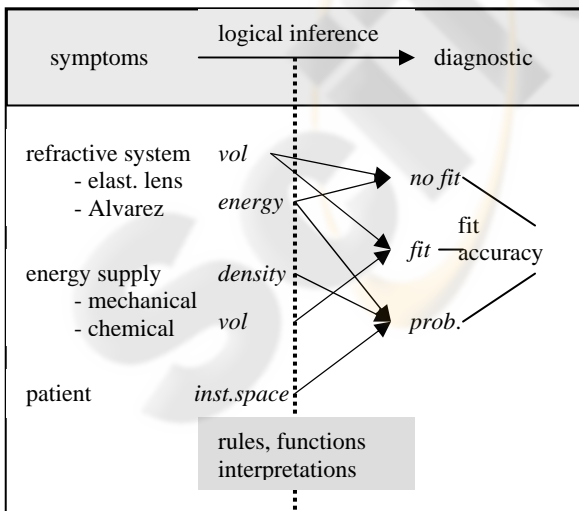 logical inference
symptoms diagnostic
refractive system vol
- elast. lens no fit
- Alvarez energy
fit
fit accuracy
energy supply density
- mechanical
- chemical vol prob.
patient inst.space
rules, functions
interpretations